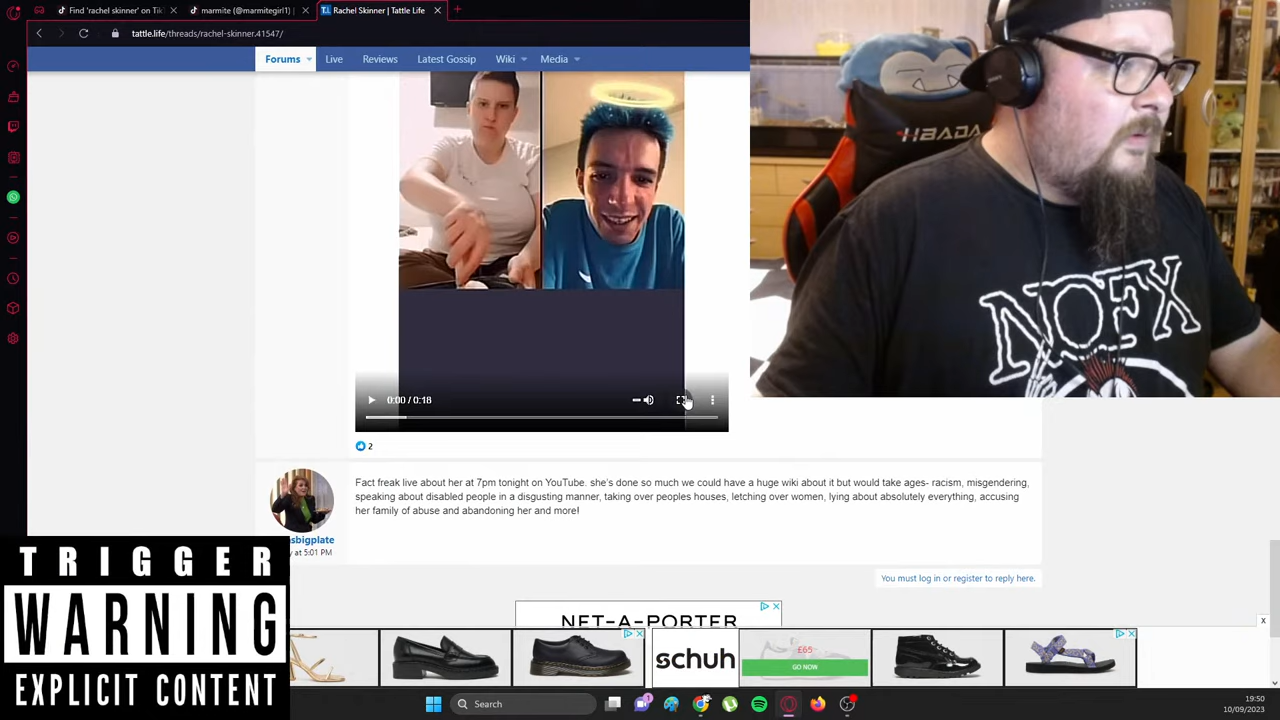 Find 'rachel skinner' on Tik
marmite (@marmitegirl1)
Rachel Skinner | Tattle Life
tattle.life/threads/rachel-skinner.41547/
Forums Live Reviews Latest Gossip Wiki Media
HBADA
NOFX
0:00 / 0:18
2
Fact freak live about her at 7pm tonight on YouTube. she's done so much we could have a huge wiki about it but would take ages- racism, misgendering,
speaking about disabled people in a disgusting manner, taking over peoples houses, letching over women, lying about absolutely everything, accusing
her family of abuse and abandoning her and more!
sbigplate
at 5:01 PM
You must log in or register to reply here.
NET-A-PORTER
x
TRIGGER
WARNING
EXPLICIT CONTENT
schuh
£65
GO NOW
Search
1
19:50
10/09/2023